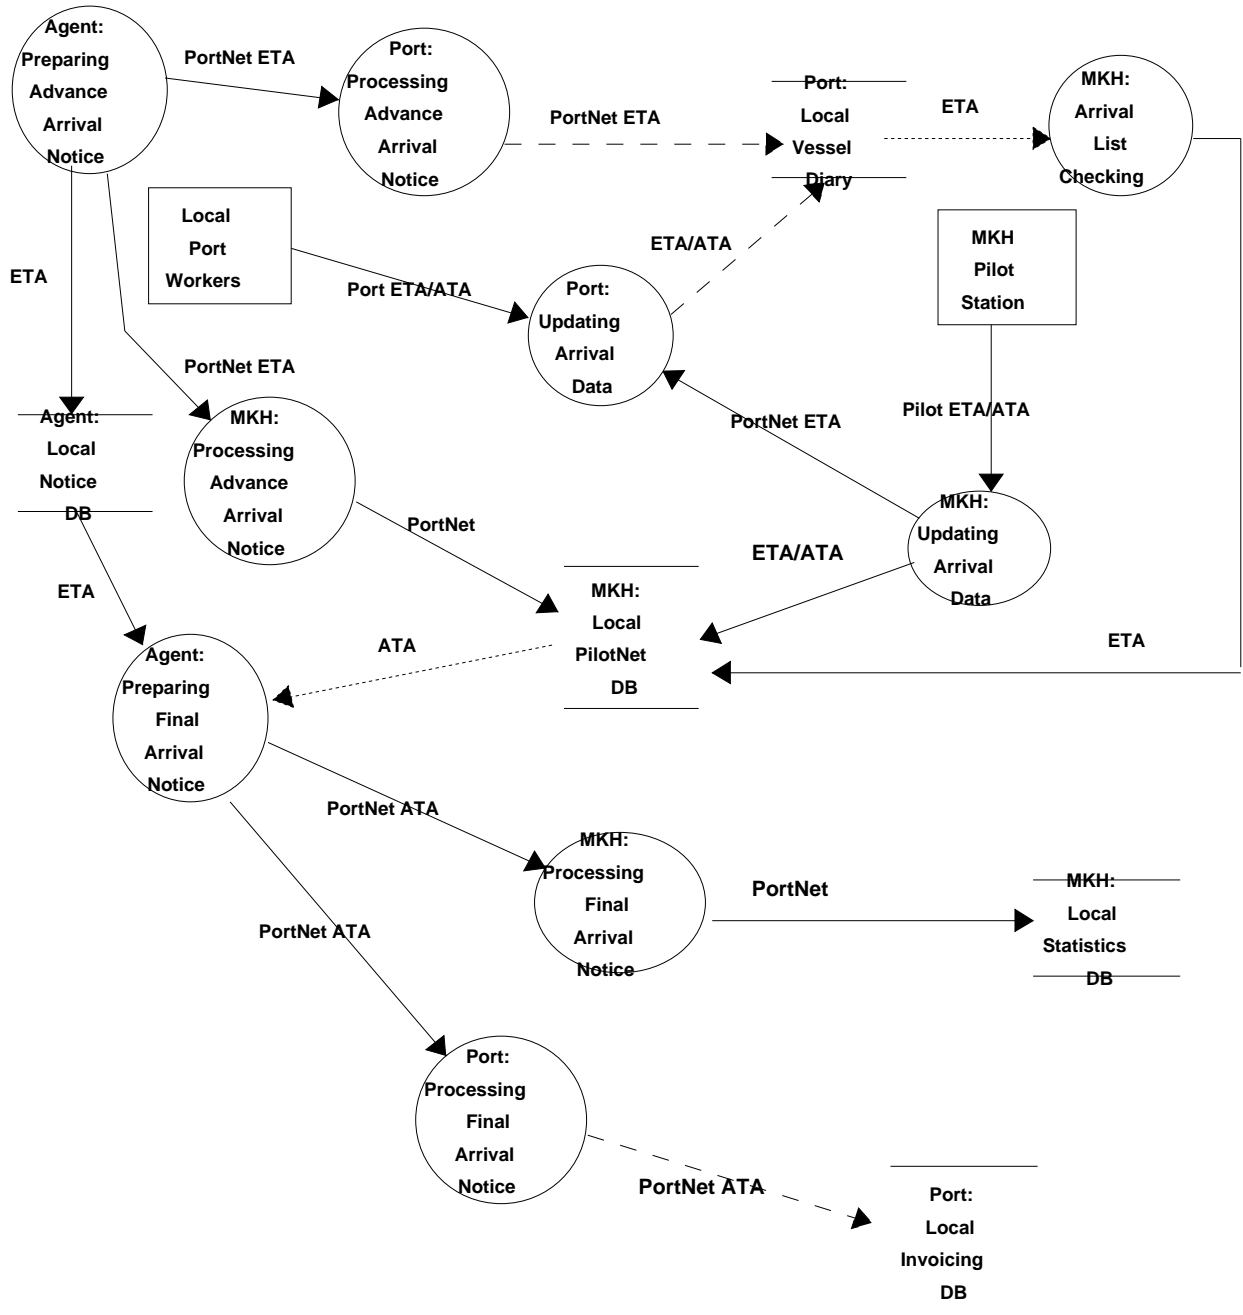 Agent:
Preparing
Advance
Arrival
Notice
PortNet ETA
Port:
Processing
Advance
Arrival
Notice
PortNet ETA
Port:
Local
Vessel
Diary
ETA
MKH:
Arrival
List
Checking
Local
Port
Workers
ETA
Port ETA/ATA
ETA/ATA
Port:
Updating
Arrival
Data
MKH
Pilot
Station
PortNet ETA
Agent:
Local
Notice
DB
MKH:
Processing
Advance
Arrival
Notice
PortNet ETA
Pilot ETA/ATA
MKH:
Updating
Arrival
Data
PortNet
ETA/ATA
ETA
MKH:
Local
PilotNet
DB
ATA
ETA
Agent:
Preparing
Final
Arrival
Notice
PortNet ATA
MKH:
Processing
Final
Arrival
Notice
PortNet
MKH:
Local
Statistics
DB
PortNet ATA
Port:
Processing
Final
Arrival
Notice
PortNet ATA
Port:
Local
Invoicing
DB